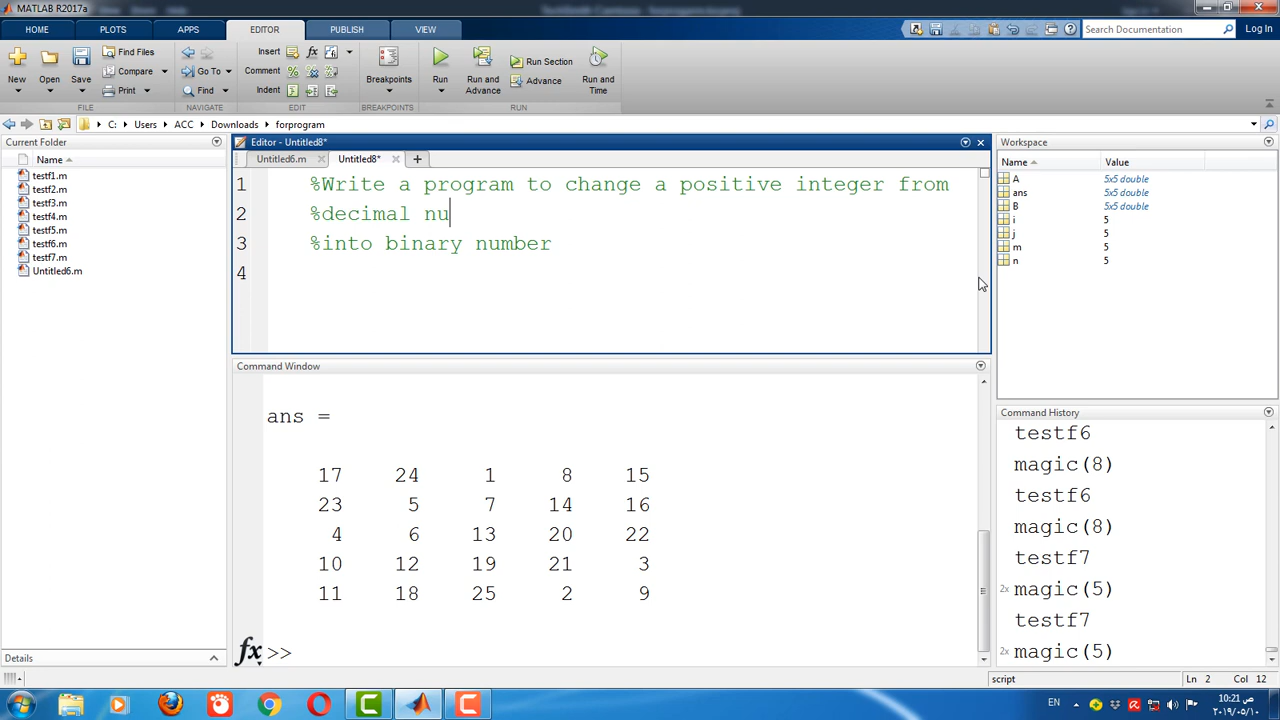 MATLAB R2017a
HOME PLOTS APPS EDITOR PUBLISH VIEW
Search Documentation
Log In
New Open Save Find Files Compare Print
Go To Find
Insert Comment Indent
Breakpoints
Run Run and Advance Run Section Advance Run and Time
FILE NAVIGATE EDIT BREAKPOINTS RUN
C: Users ACC Downloads forprogram
Current Folder
Name
testf1.m
testf2.m
testf3.m
testf4.m
testf5.m
testf6.m
testf7.m
Untitled6.m
Details
Editor - Untitled8*
Untitled6.m Untitled8*
1 %Write a program to change a positive integer from
2 %decimal nu
3 %into binary number
4
Command Window
ans =
17 24 1 8 15
23 5 7 14 16
4 6 13 20 22
10 12 19 21 3
11 18 25 2 9
fx >>
Workspace
Name Value
A 5x5 double
ans 5x5 double
B 5x5 double
i 5
j 5
m 5
n 5
Command History
testf6
magic(8)
testf6
magic(8)
testf7
2x magic(5)
testf7
2x magic(5)
script Ln 2 Col 12
EN
10:21 ص
٢٠١٩/٠٥/١٠